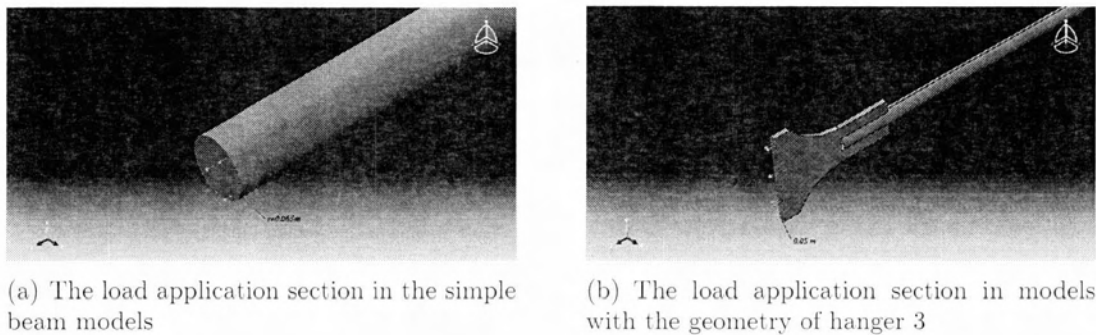 0.05 m
(a) The load application section in the simple
beam models
(b) The load application section in models
with the geometry of hanger 3